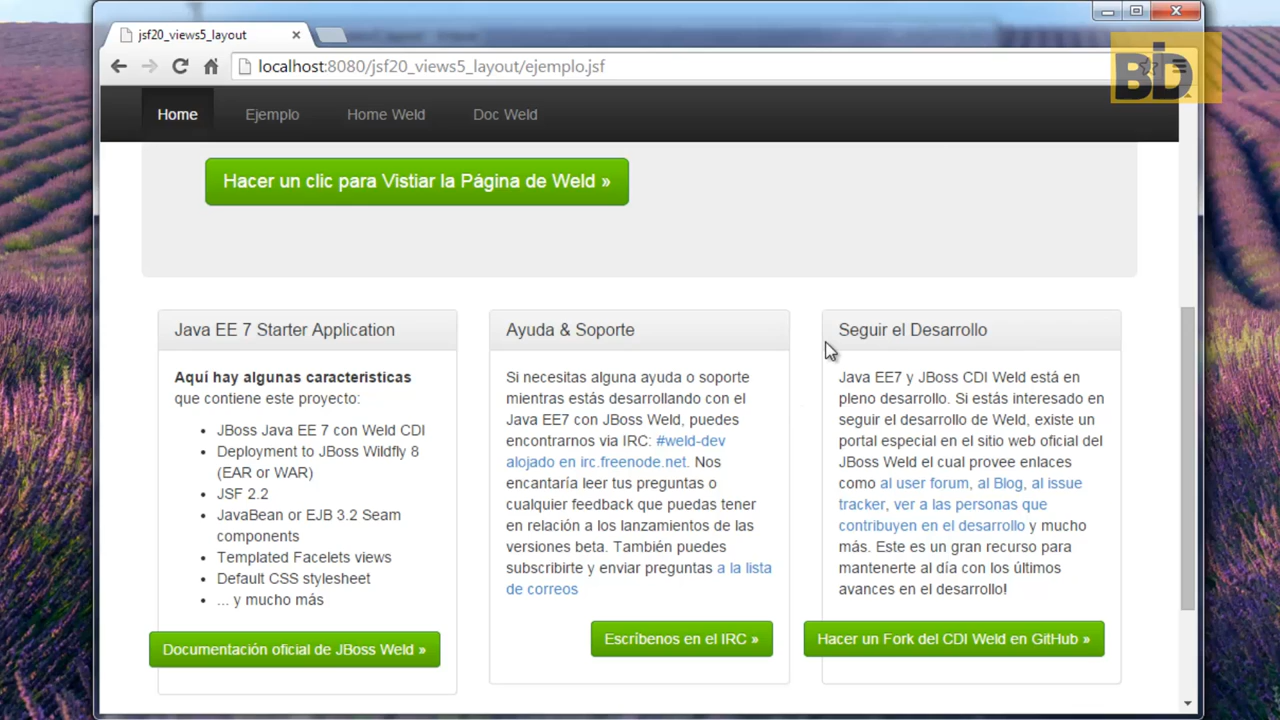 jsf20_views5_layout
localhost:8080/jsf20_views5_layout/ejemplo.jsf
BD
Home Ejemplo Home Weld Doc Weld
Hacer un clic para Vistiar la Página de Weld »
Java EE 7 Starter Application
Aquí hay algunas caracteristicas
que contiene este proyecto:
• JBoss Java EE 7 con Weld CDI
• Deployment to JBoss Wildfly 8
(EAR or WAR)
• JSF 2.2
• JavaBean or EJB 3.2 Seam
components
• Templated Facelets views
• Default CSS stylesheet
• ... y mucho más
Documentación oficial de JBoss Weld »
Ayuda & Soporte
Si necesitas alguna ayuda o soporte
mientras estás desarrollando con el
Java EE7 con JBoss Weld, puedes
encontrarnos via IRC: #weld-dev
alojado en irc.freenode.net. Nos
encantaría leer tus preguntas o
cualquier feedback que puedas tener
en relación a los lanzamientos de las
versiones beta. También puedes
subscribirte y enviar preguntas a la lista
de correos
Escríbenos en el IRC »
Seguir el Desarrollo
Java EE7 y JBoss CDI Weld está en
pleno desarrollo. Si estás interesado en
seguir el desarrollo de Weld, existe un
portal especial en el sitio web oficial del
JBoss Weld el cual provee enlaces
como al user forum, al Blog, al issue
tracker, ver a las personas que
contribuyen en el desarrollo y mucho
más. Este es un gran recurso para
mantenerte al día con los últimos
avances en el desarrollo!
Hacer un Fork del CDI Weld en GitHub »